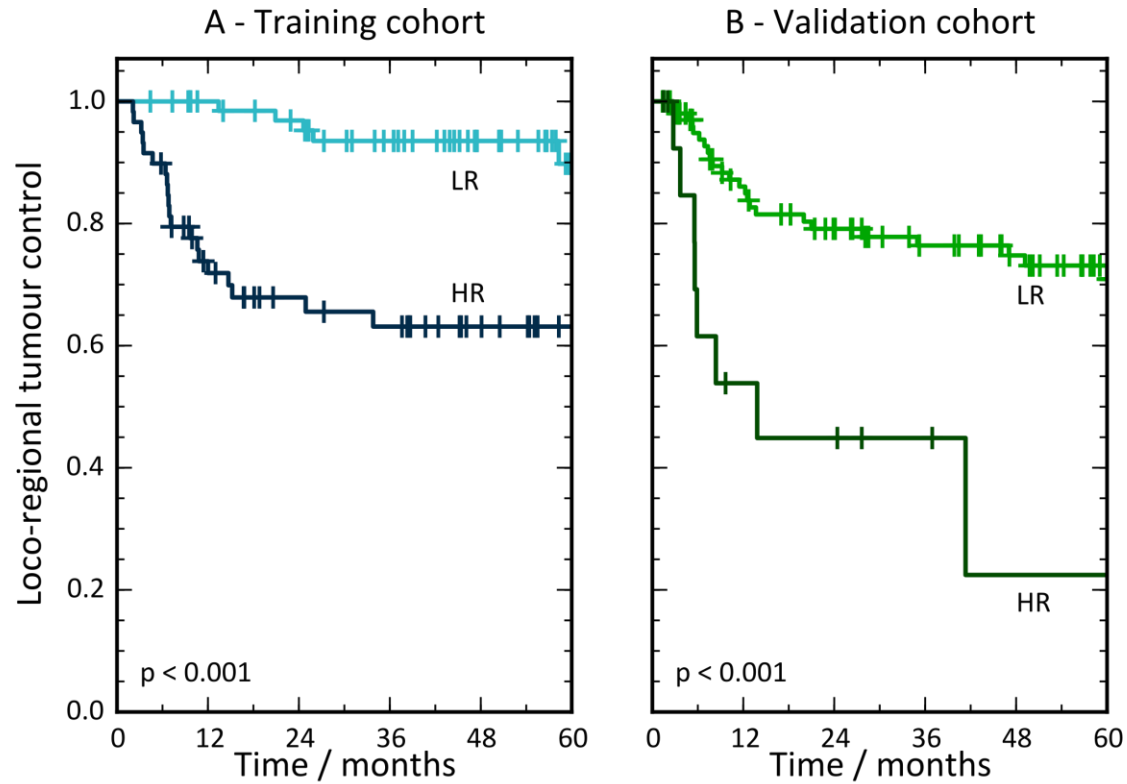 A - Training cohort
B - Validation cohort
Loco-regional tumour control
1.0
0.8
0.6
0.4
0.2
0.0
LR
HR
p < 0.001
0 12 24 36 48 60
Time / months
LR
HR
p < 0.001
0 12 24 36 48 60
Time / months